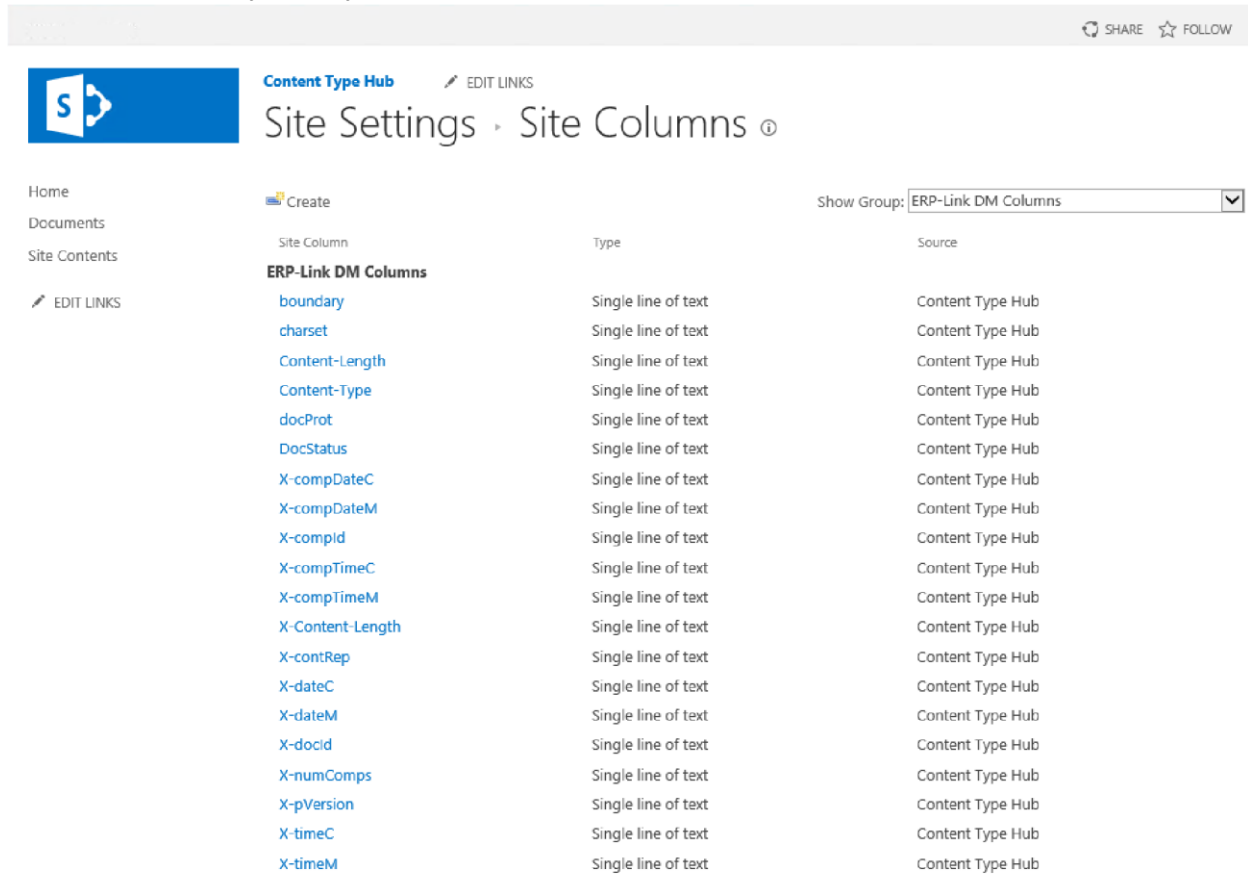 SHARE FOLLOW
S
Content Type Hub EDIT LINKS
Site Settings Site Columns
Home
Documents
Site Contents
EDIT LINKS
Create Show Group: ERP-Link DM Columns
Site Column Type Source
ERP-Link DM Columns
boundary Single line of text Content Type Hub
charset Single line of text Content Type Hub
Content-Length Single line of text Content Type Hub
Content-Type Single line of text Content Type Hub
docProt Single line of text Content Type Hub
DocStatus Single line of text Content Type Hub
X-compDateC Single line of text Content Type Hub
X-compDateM Single line of text Content Type Hub
X-compId Single line of text Content Type Hub
X-compTimeC Single line of text Content Type Hub
X-compTimeM Single line of text Content Type Hub
X-Content-Length Single line of text Content Type Hub
X-contRep Single line of text Content Type Hub
X-dateC Single line of text Content Type Hub
X-dateM Single line of text Content Type Hub
X-docId Single line of text Content Type Hub
X-numComps Single line of text Content Type Hub
X-pVersion Single line of text Content Type Hub
X-timeC Single line of text Content Type Hub
X-timeM Single line of text Content Type Hub